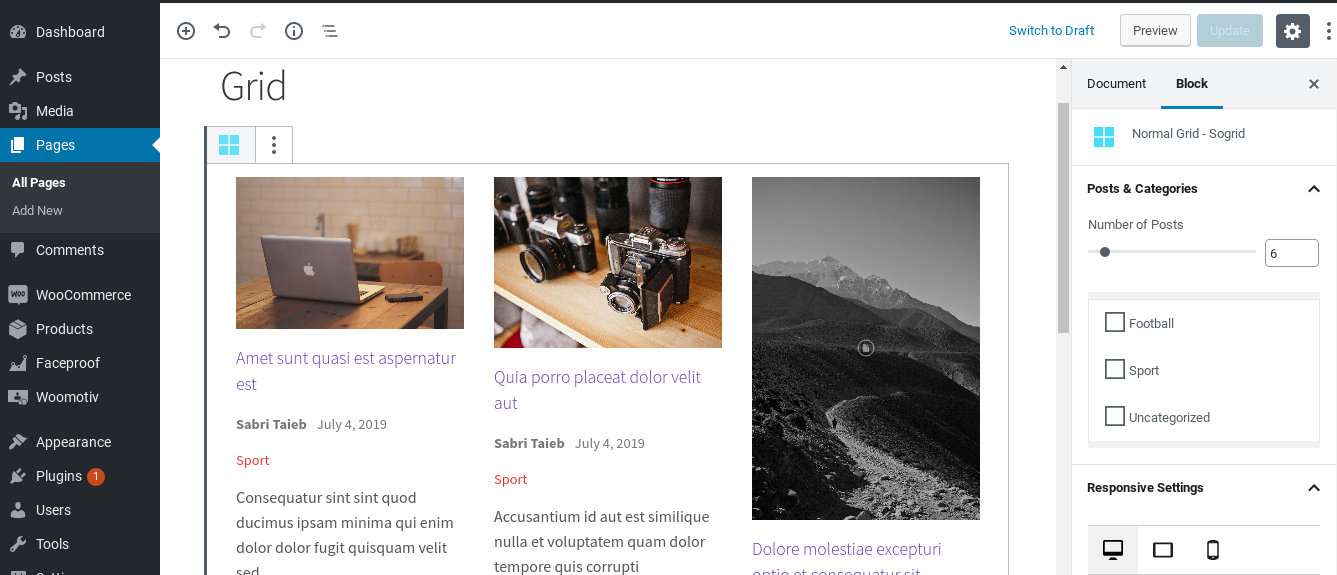 Dashboard
Posts
Media
Pages
All Pages
Add New
Comments
WOO WooCommerce
Products
Faceproof
Woomotiv
Appearance
Plugins 1
Users
Tools
Switch to Draft
Preview
Update
Grid
Amet sunt quasi est aspernatur
est
Sabri Taieb July 4, 2019
Sport
Consequatur sint sint quod
ducimus ipsam minima qui enim
dolor dolor fugit quisquam velit
sed
Quia porro placeat dolor velit
aut
Sabri Taieb July 4, 2019
Sport
Accusantium id aut est similique
nulla et voluptatem quam dolor
tempore quis corrupti
Dolore molestiae excepturi
optio et consequatur sit
Document
Block
Normal Grid - Sogrid
Posts & Categories
Number of Posts
6
Football
Sport
Uncategorized
Responsive Settings